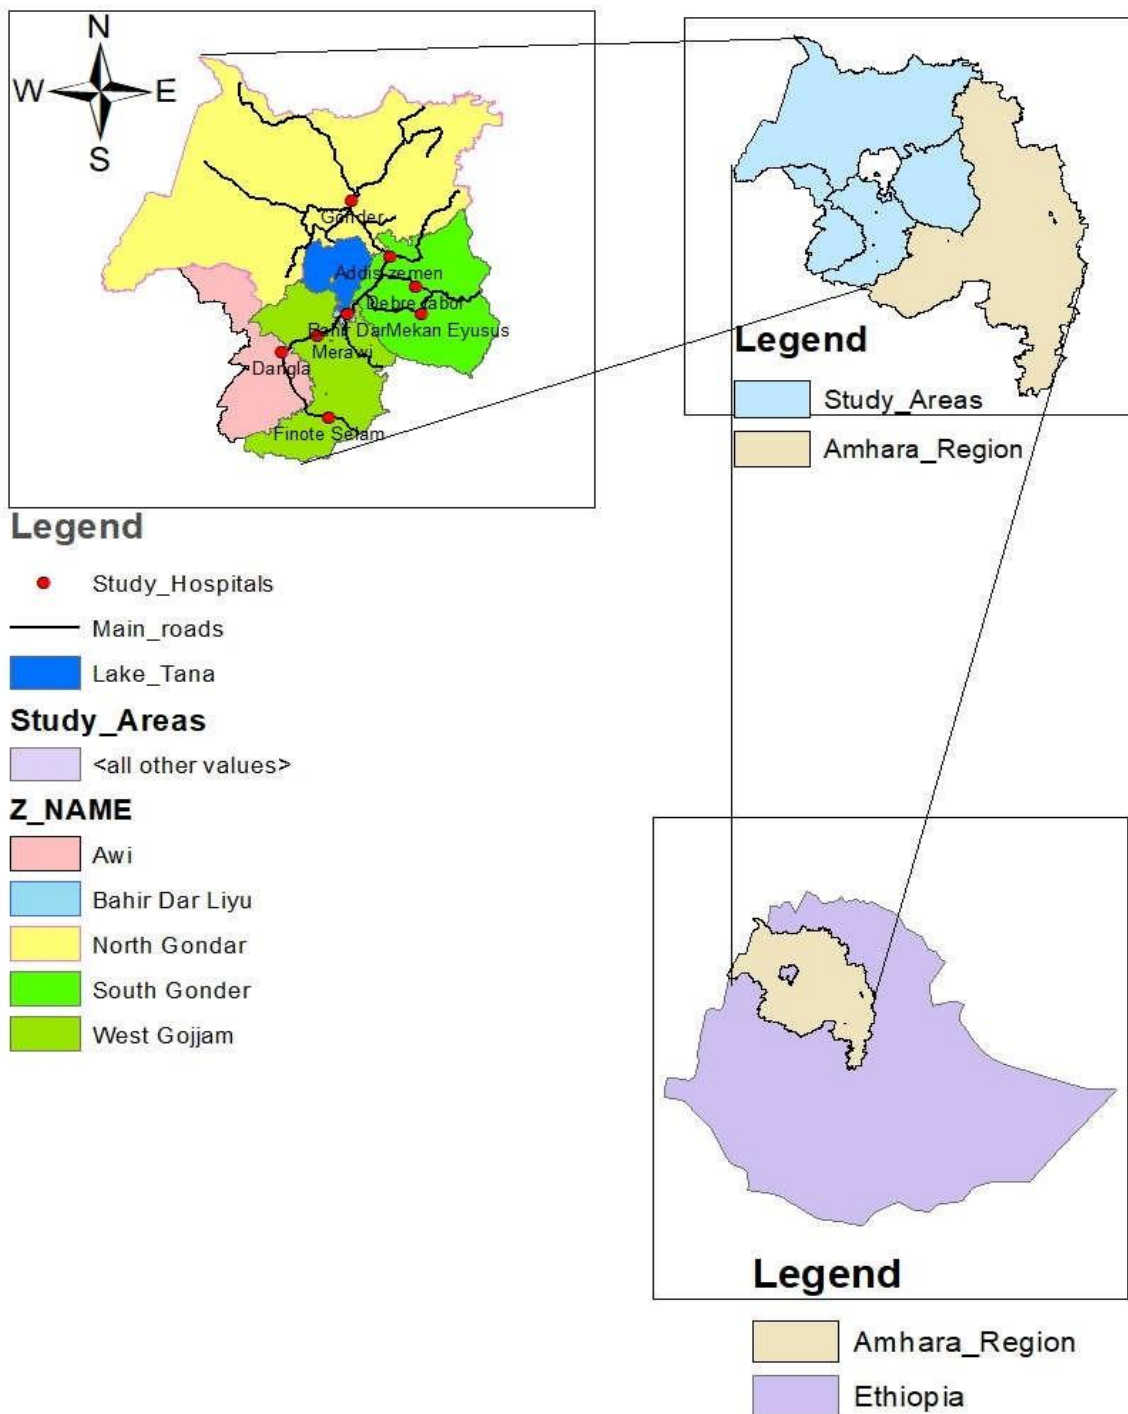 N
W E
S
Gonder
Addis zemen
Debre tabor
Bahir Dar
Mekan Eyusus
Merawi
Dangla
Finote Selam
Legend
Study_Hospitals
Main_roads
Lake_Tana
Study_Areas
<all other values>
Z_NAME
Awi
Bahir Dar Liyu
North Gondar
South Gonder
West Gojjam
Legend
Study_Areas
Amhara_Region
Legend
Amhara_Region
Ethiopia